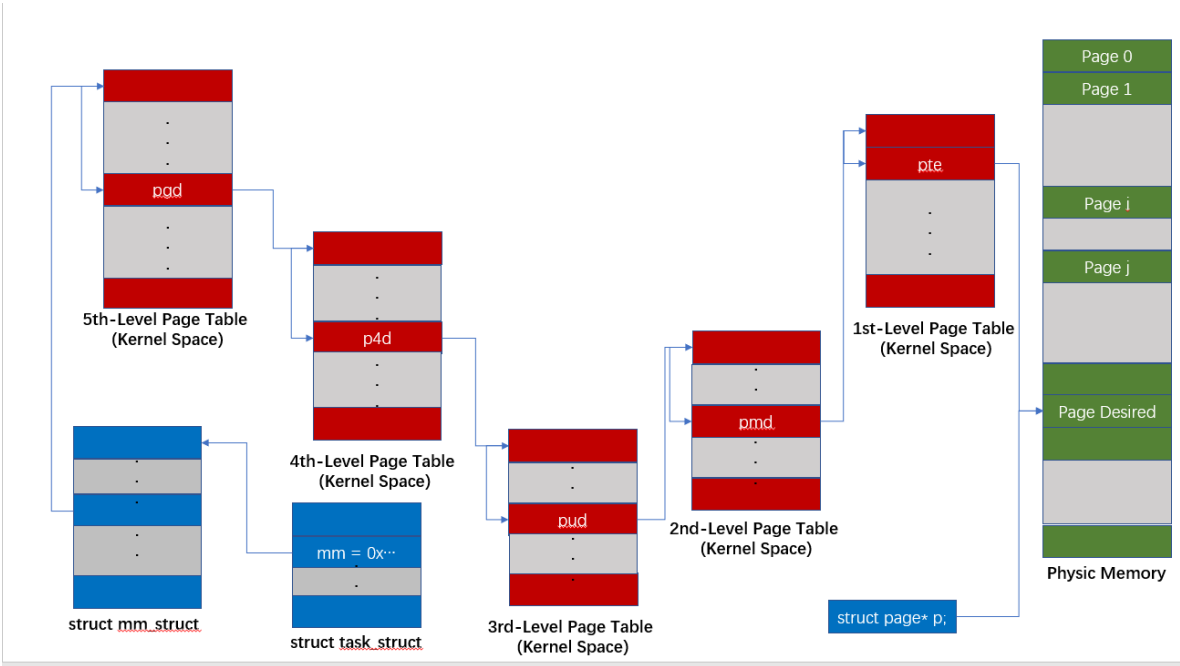 pgd
5th-Level Page Table
(Kernel Space)
p4d
4th-Level Page Table
(Kernel Space)
pud
3rd-Level Page Table
(Kernel Space)
pmd
2nd-Level Page Table
(Kernel Space)
pte
1st-Level Page Table
(Kernel Space)
Page 0
Page 1
Page i
Page j
Page Desired
Physic Memory
struct mm_struct
mm = 0x···
struct task_struct
struct page* p;